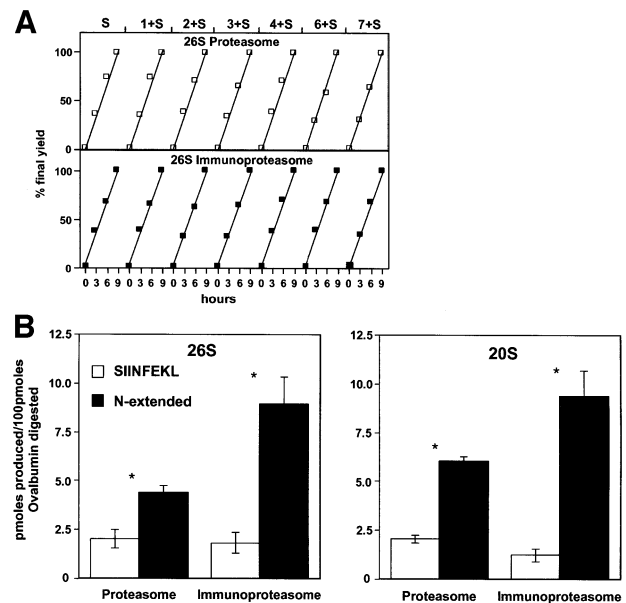 A
S 1+S 2+S 3+S 4+S 6+S 7+S
26S Proteasome
100
50
0
26S Immunoproteasome
100
50
0
% final yield
0 3 6 9 0 3 6 9 0 3 6 9 0 3 6 9 0 3 6 9 0 3 6 9 0 3 6 9
hours
B
pmoles produced/100pmoles
Ovalbumin digested
12.5
10.0
7.5
5.0
2.5
0
26S
SIINFEKL
N-extended
*
*
Proteasome Immunoproteasome
12.5
10.0
7.5
5.0
2.5
0
20S
*
*
Proteasome Immunoproteasome